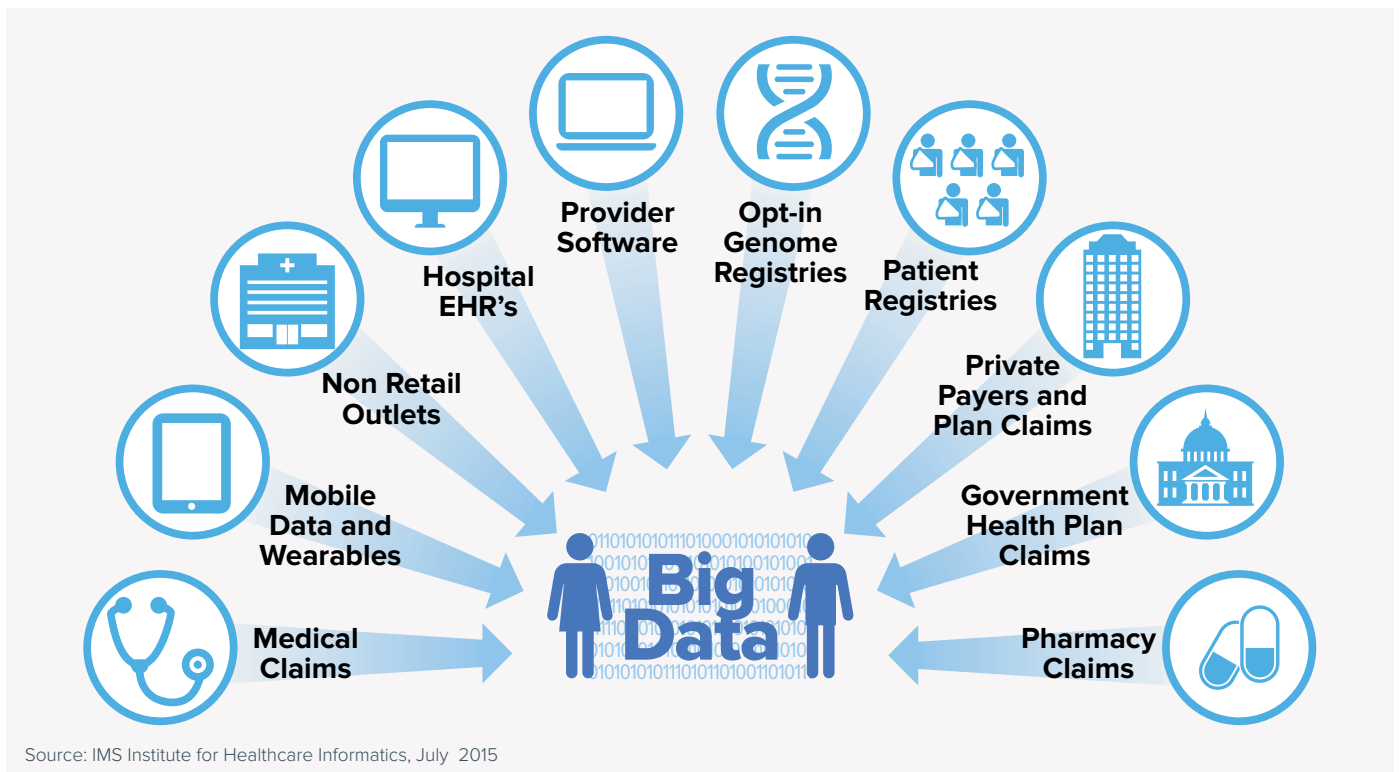 Provider
Software
Opt-in
Genome
Registries
Hospital
EHR’s
Patient
Registries
Non Retail
Outlets
Private
Payers and
Plan Claims
Mobile
Data and
Wearables
Government
Health Plan
Claims
Medical
Claims
Big
Data
Pharmacy
Claims
Source: IMS Institute for Healthcare Informatics, July 2015